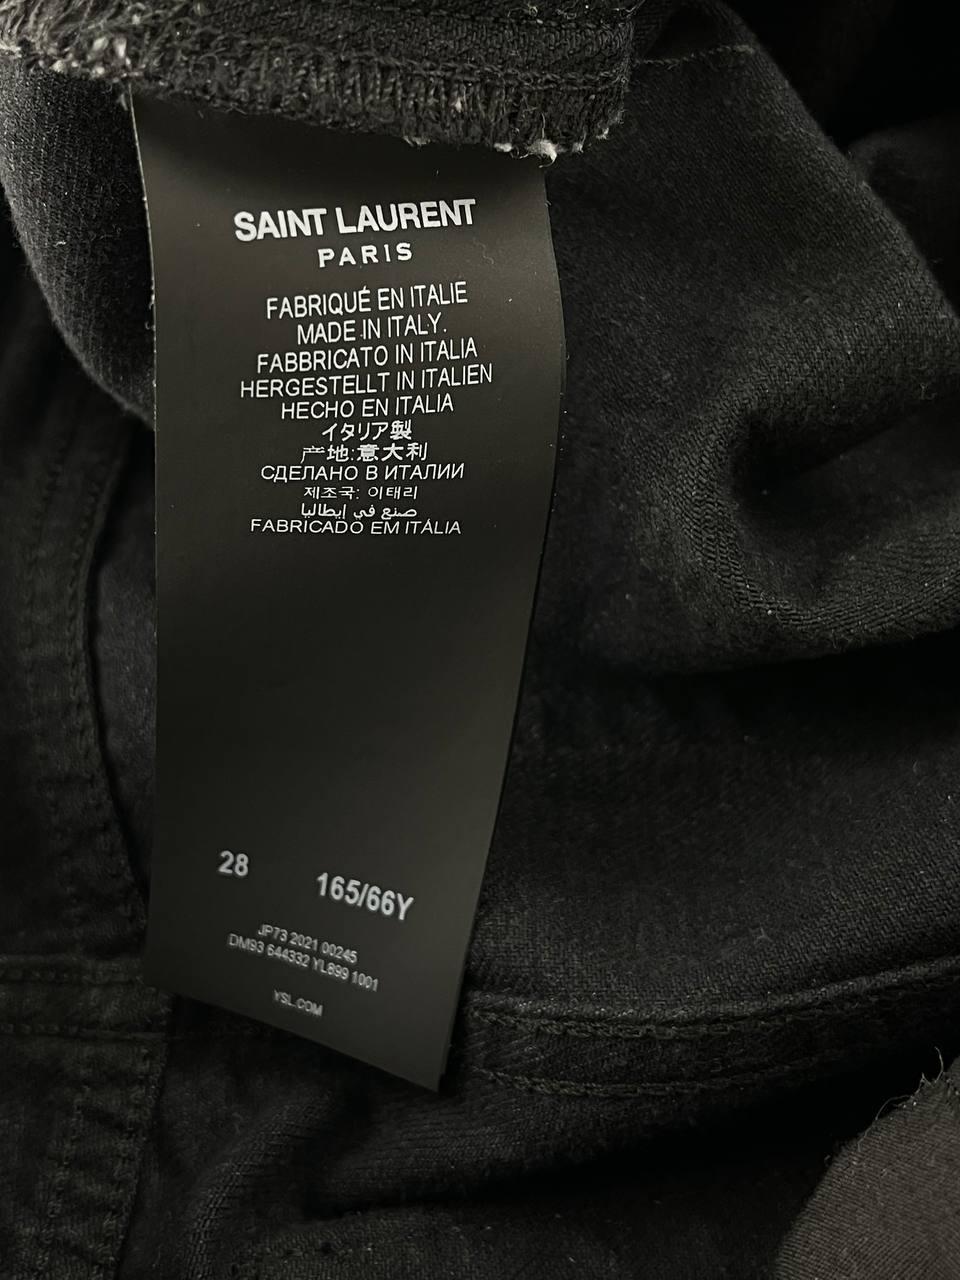 SAINT LAURENT
PARIS
FABRIQUÉ EN ITALIE
MADE IN ITALY.
FABBRICATO IN ITALIA
HERGESTELLT IN ITALIEN
HECHO EN ITALIA
イタリア製
产地:意大利
СДЕЛАНО В ИТАЛИИ
제조국: 이태리
صنع في إيطاليا
FABRICADO EM ITÁLIA
28 165/66Y
JP73 2021 00245
DM93 644332 YL899 1001
YSL.COM